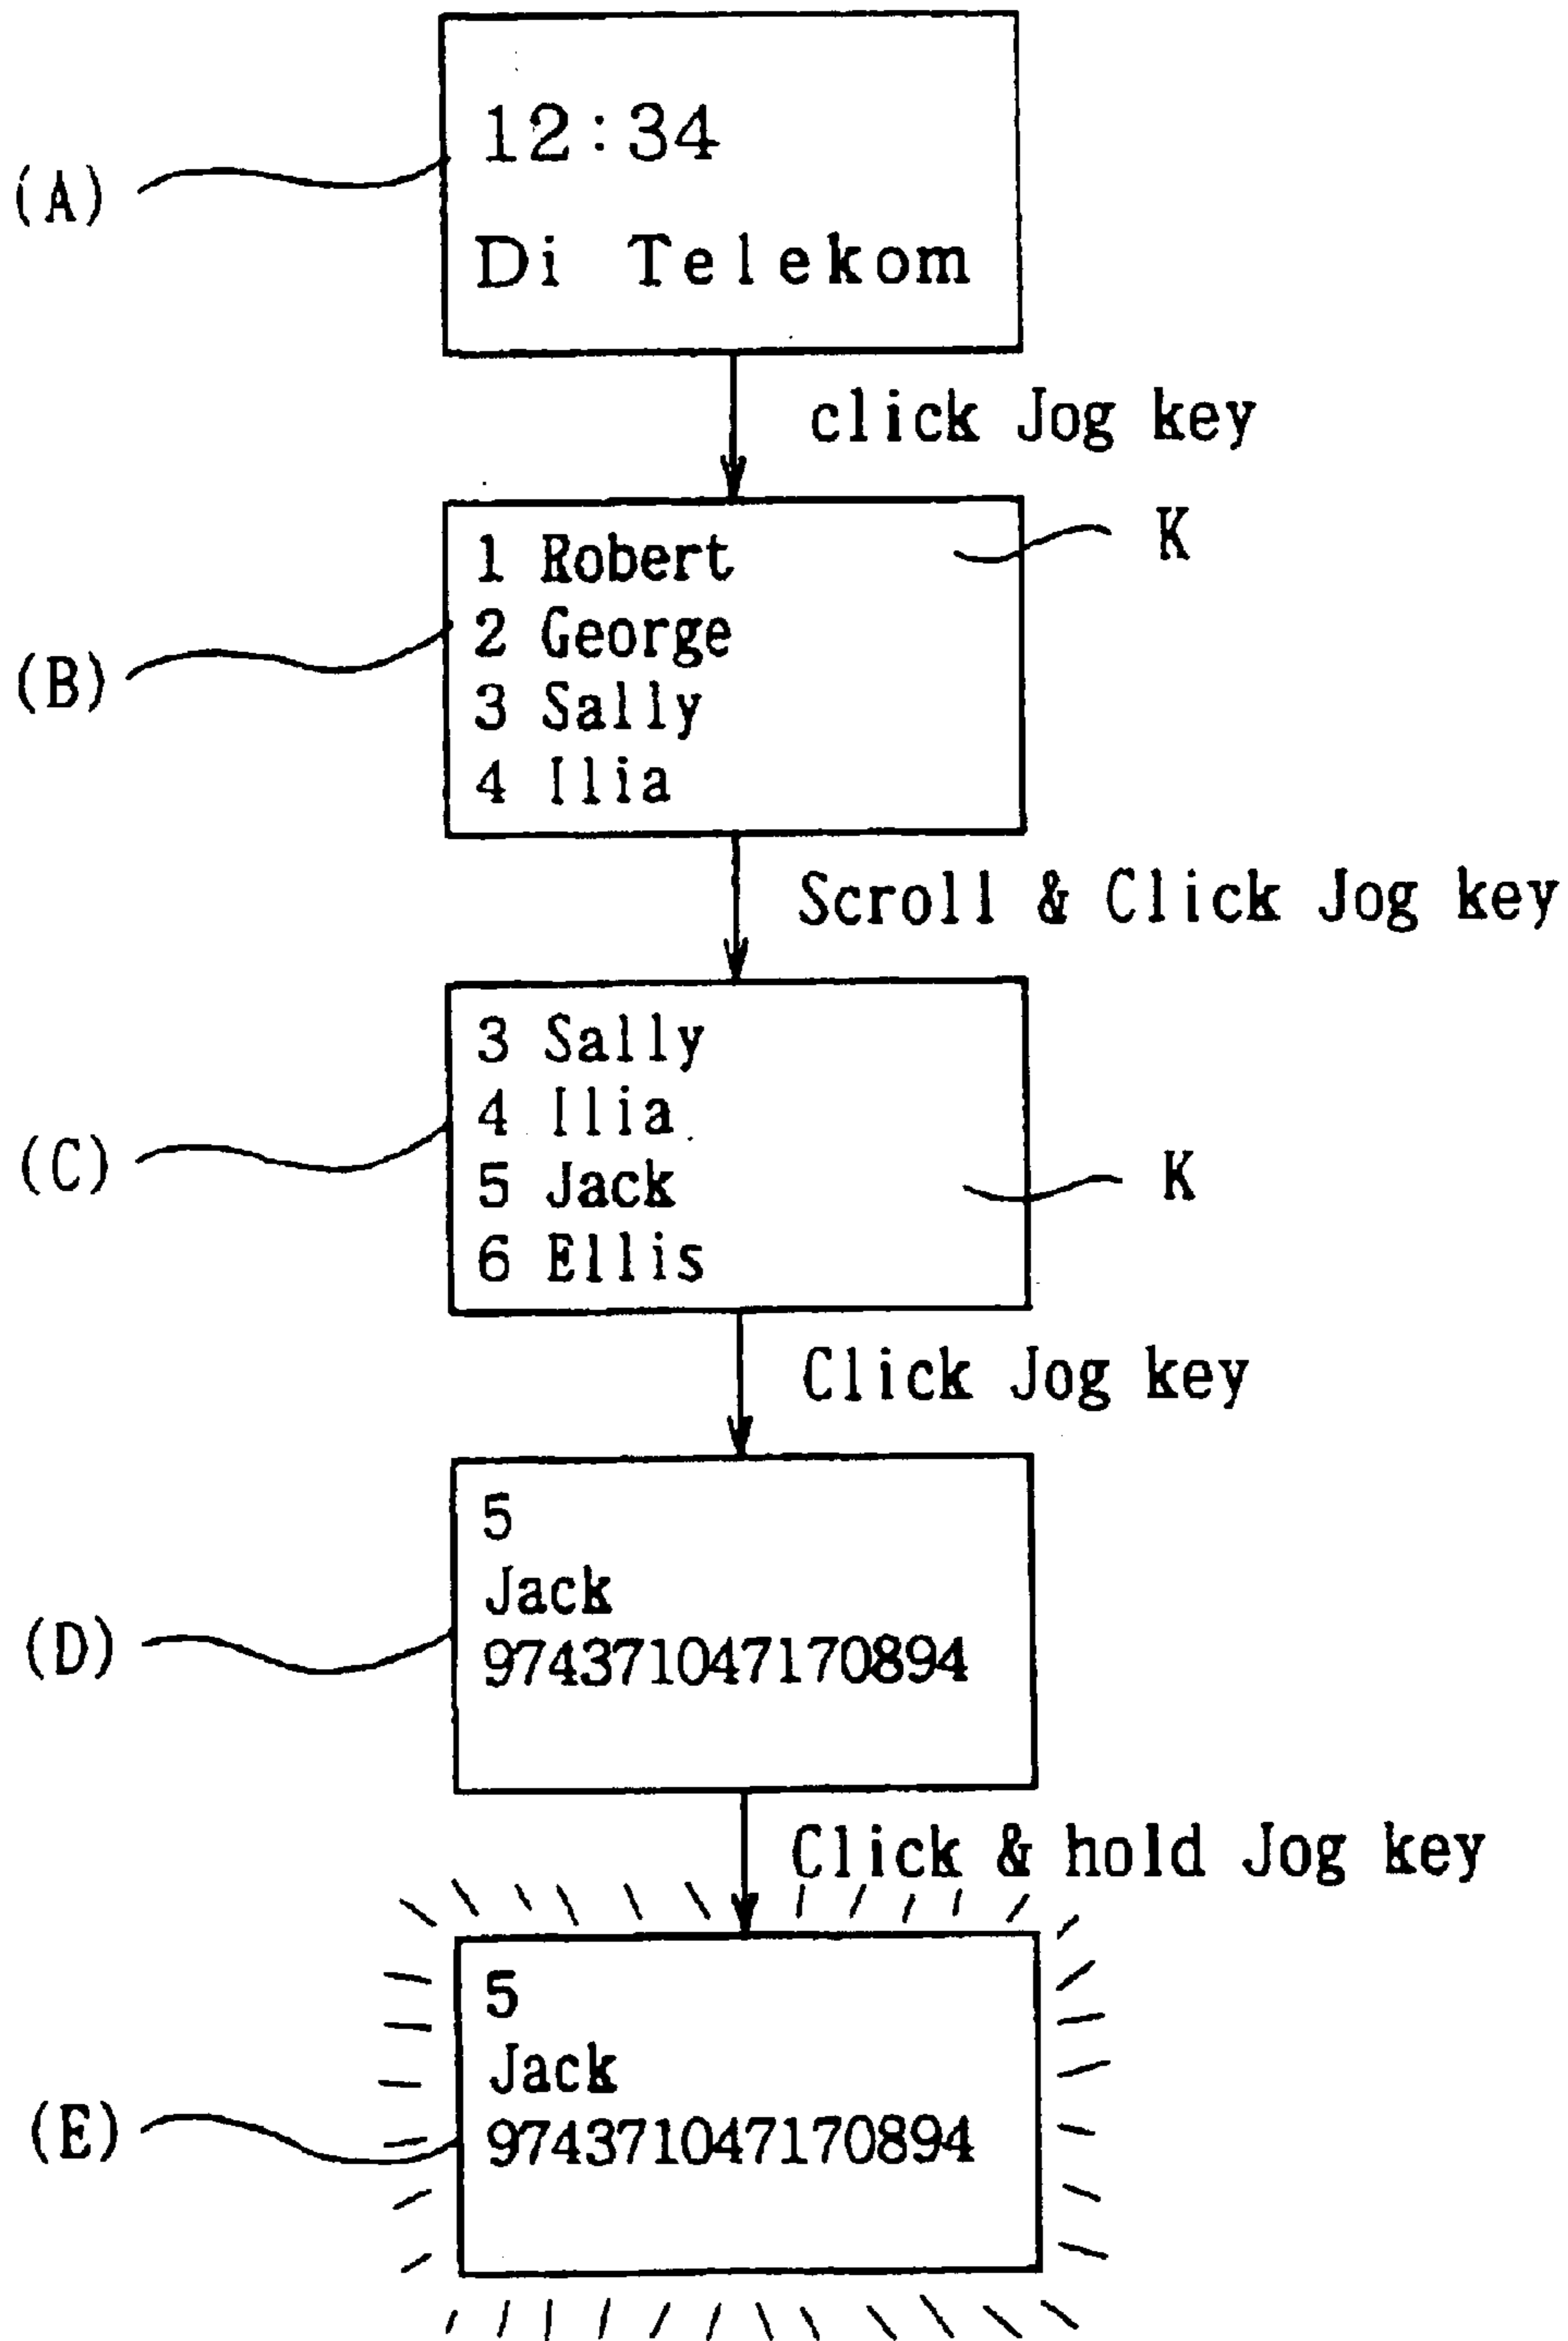 12:34
(A)
Di Telekom
click Jog key
K
1 Robert
2 George
(B)
3 Sally
4 Ilia
Scroll & Click Jog key
3 Sally
4 Ilia
(C)
5 Jack
K
6 Ellis
Click Jog key
5
Jack
(D)
974371047170894
Click & hold Jog key
5
Jack
(E)
974371047170894